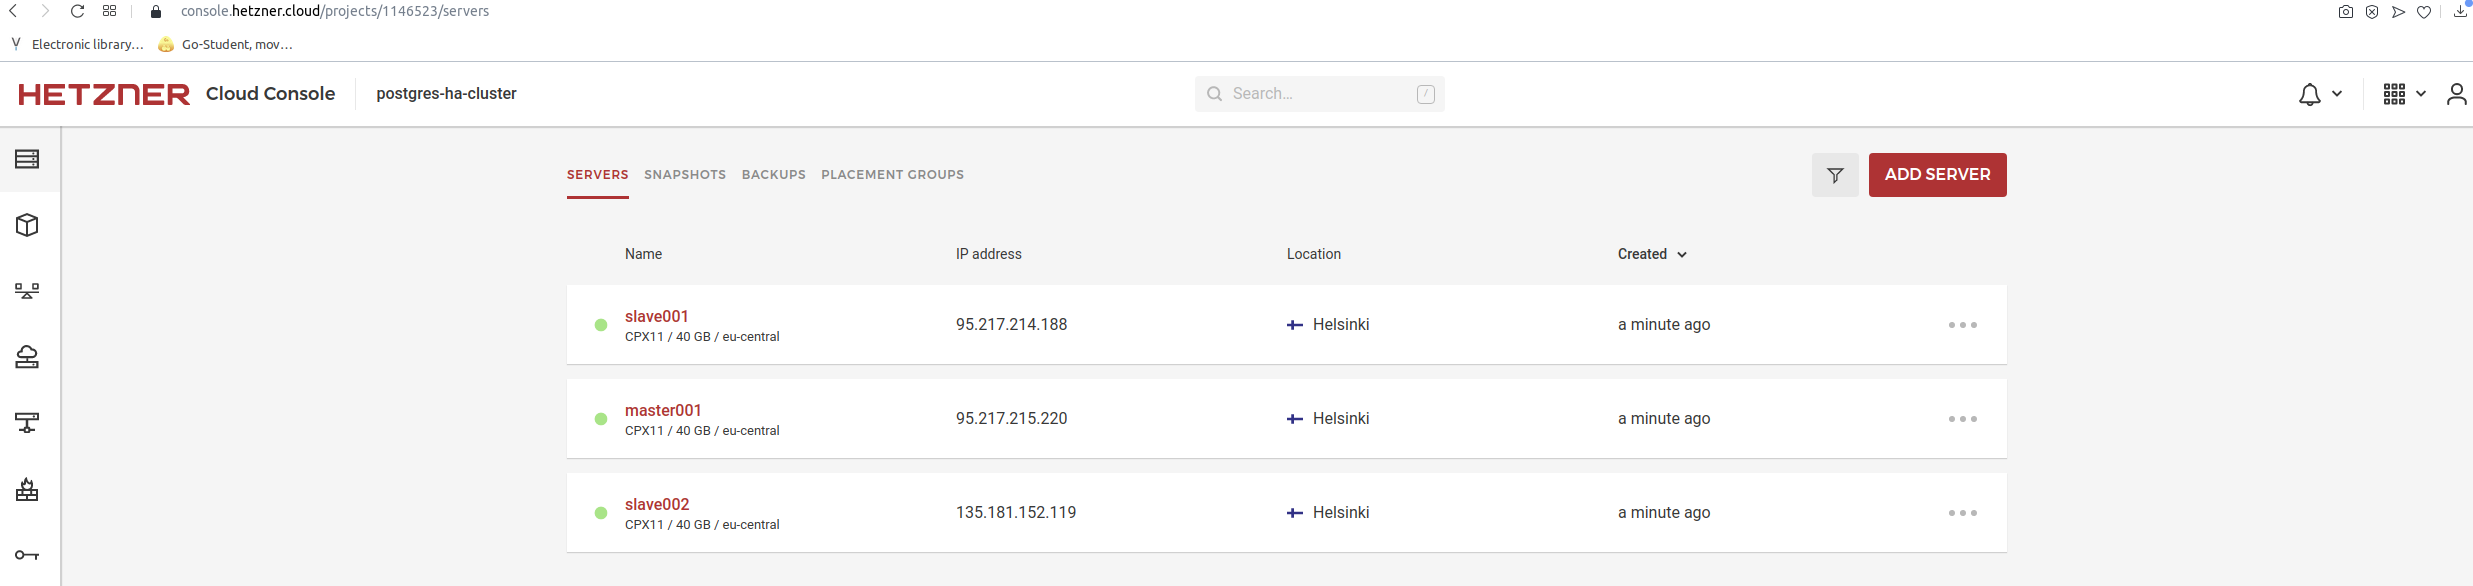 console.hetzner.cloud/projects/1146523/servers
Electronic library... Go-Student, mov...
HETZNER Cloud Console postgres-ha-cluster Search... /
SERVERS SNAPSHOTS BACKUPS PLACEMENT GROUPS ADD SERVER
Name IP address Location Created
slave001
CPX11 / 40 GB / eu-central
95.217.214.188 Helsinki a minute ago
master001
CPX11 / 40 GB / eu-central
95.217.215.220 Helsinki a minute ago
slave002
CPX11 / 40 GB / eu-central
135.181.152.119 Helsinki a minute ago